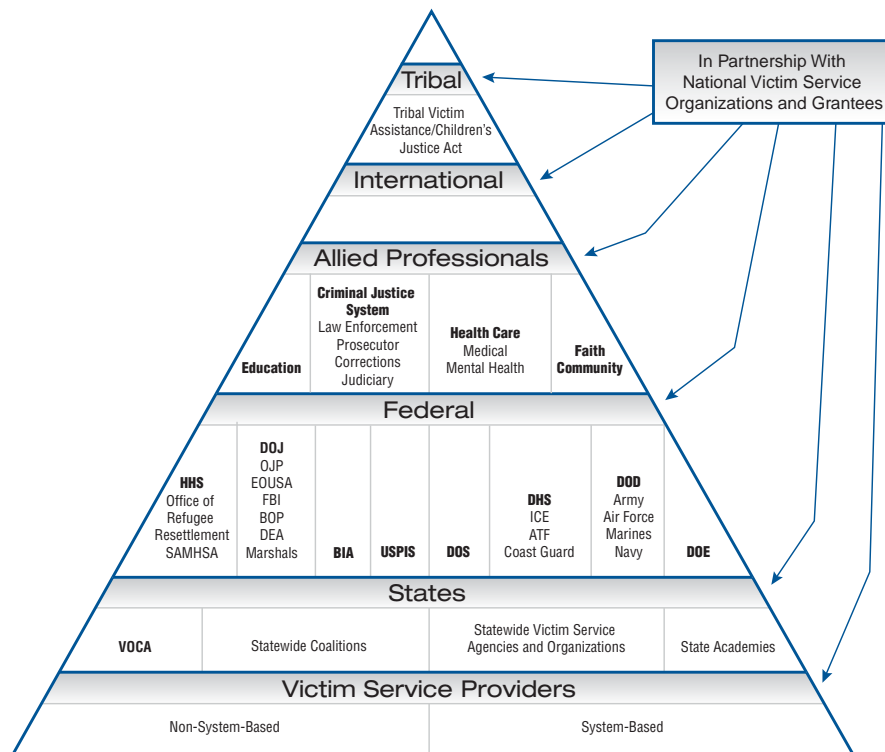 In Partnership With
National Victim Service
Organizations and Grantees
Tribal
Tribal Victim
Assistance/Children's
Justice Act
International
Allied Professionals
Education
Criminal Justice
System
Law Enforcement
Prosecutor
Corrections
Judiciary
Health Care
Medical
Mental Health
Faith
Community
Federal
HHS
Office of
Refugee
Resettlement
SAMHSA
DOJ
OJP
EOUSA
FBI
BOP
DEA
Marshals
BIA
USPIS
DOS
DHS
ICE
ATF
Coast Guard
DOD
Army
Air Force
Marines
Navy
DOE
States
VOCA
Statewide Coalitions
Statewide Victim Service
Agencies and Organizations
State Academies
Victim Service Providers
Non-System-Based
System-Based